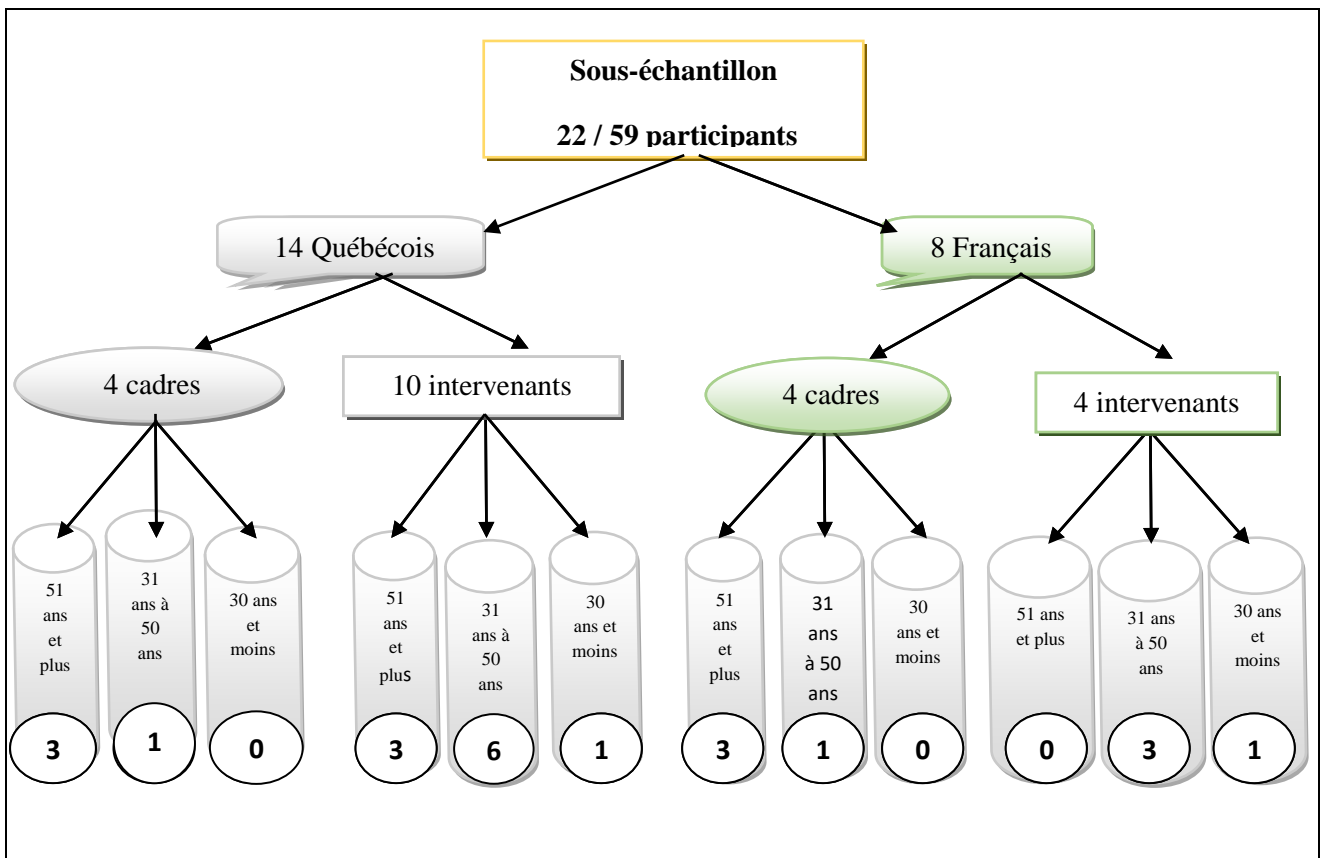 Sous-échantillon
22 / 59 participants
14 Québécois
8 Français
4 cadres
10 intervenants
4 cadres
4 intervenants
51
ans
et
plus
31
ans à
50
ans
30 ans
et
moins
51
ans
et
plus
31
ans à
50
ans
30
ans et
moins
51
ans
et
plus
31
ans
à 50
ans
30
ans et
moins
51 ans
et plus
31 ans
à 50
ans
30 ans
et
moins
3
1
0
3
6
1
3
1
0
0
3
1